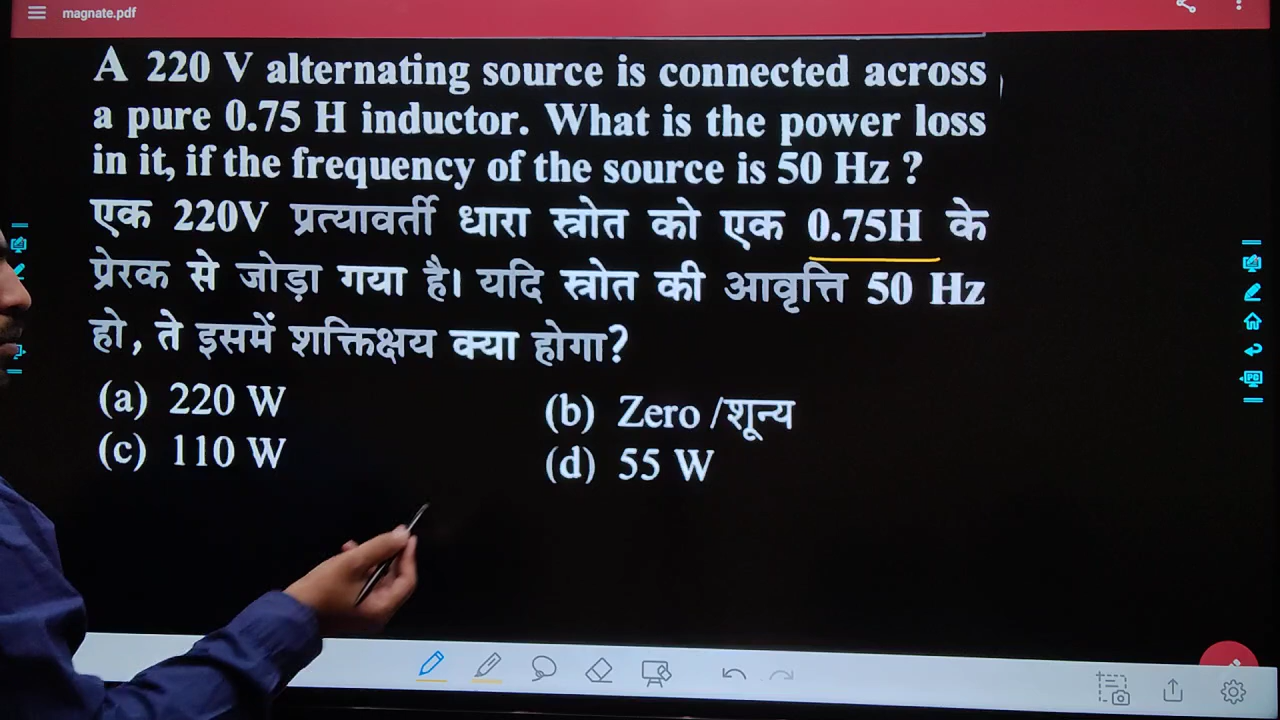 magnate.pdf
A 220 V alternating source is connected across
a pure 0.75 H inductor. What is the power loss
in it, if the frequency of the source is 50 Hz ?
एक 220V प्रत्यावर्ती धारा स्त्रोत को एक 0.75H के
प्रेरक से जोड़ा गया है। यदि स्त्रोत की आवृत्ति 50 Hz
हो, ते इसमें शक्तिक्षय क्या होगा?
(a) 220 W (b) Zero /शून्य
(c) 110 W (d) 55 W